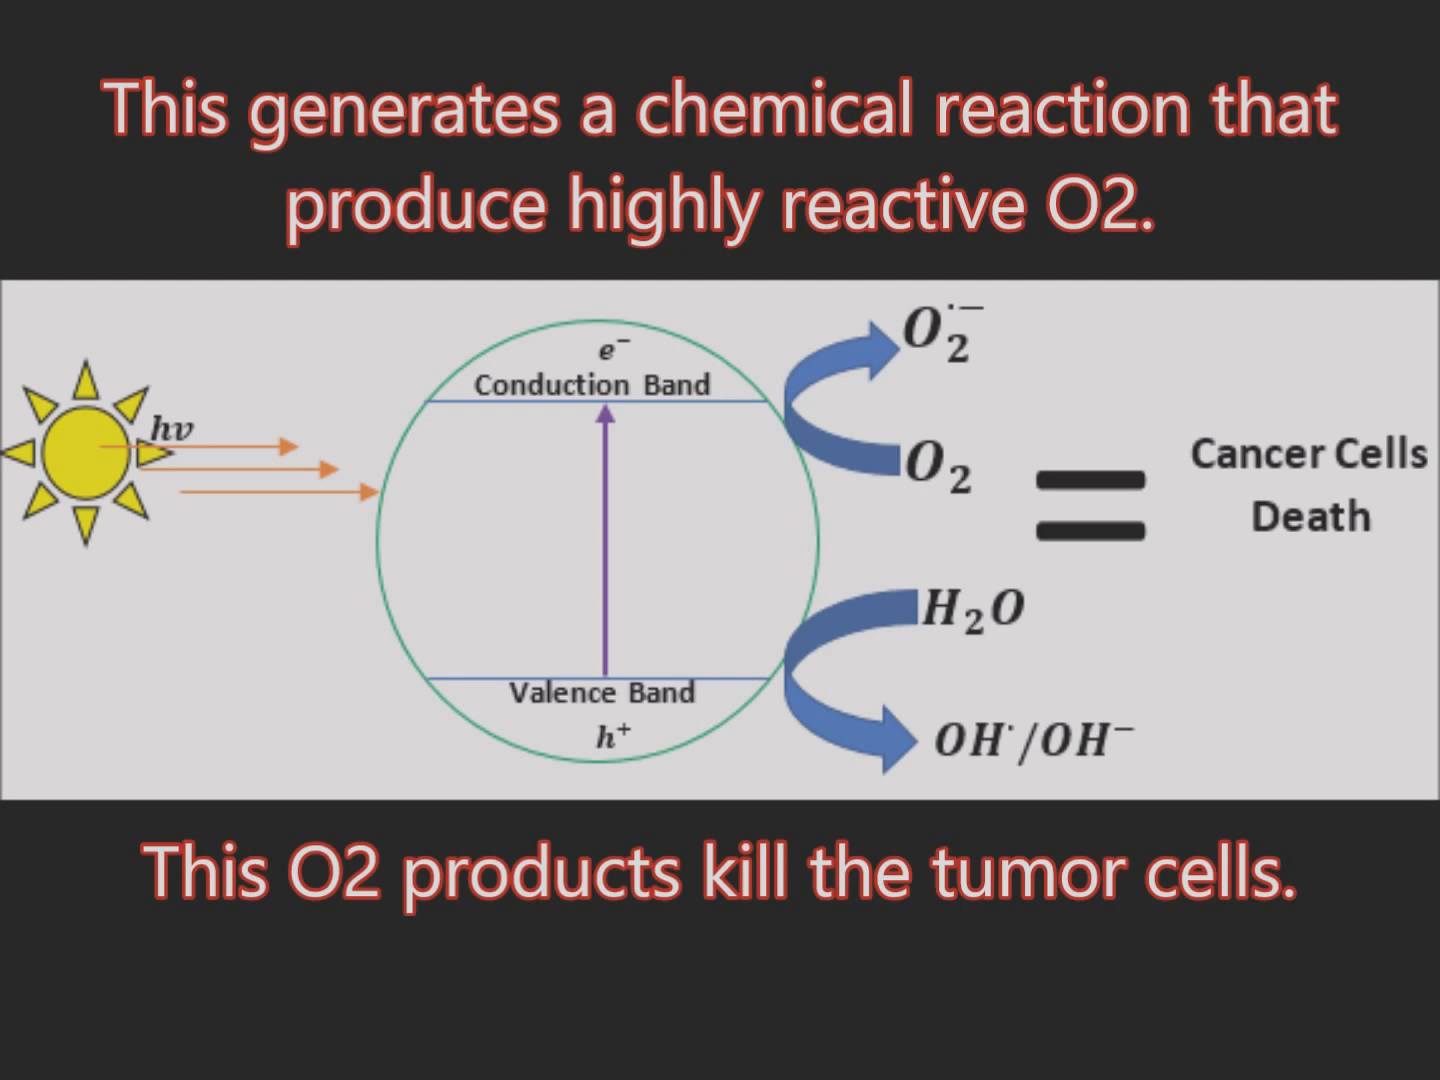 This generates a chemical reaction that
produce highly reactive O2.
hv
e⁻
Conduction Band
O₂˙⁻
O₂
Cancer Cells
Death
H₂O
Valence Band
h⁺
OH˙/OH⁻
This O2 products kill the tumor cells.